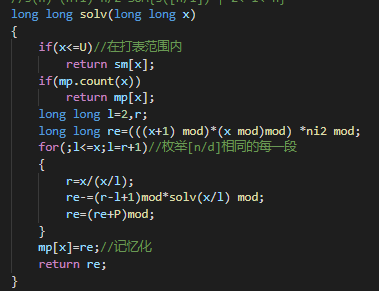 long long solv(long long x)
{
if(x<=U)//在打表范围内
return sm[x];
if(mp.count(x))
return mp[x];
long long l=2,r;
long long re=(((x+1) mod)*(x mod)mod) *ni2 mod;
for(;l<=x;l=r+1)//枚举[n/d]相同的每一段
{
r=x/(x/l);
re-=(r-l+1)mod*solv(x/l) mod;
re=(re+P)mod;
}
mp[x]=re;//记忆化
return re;
}